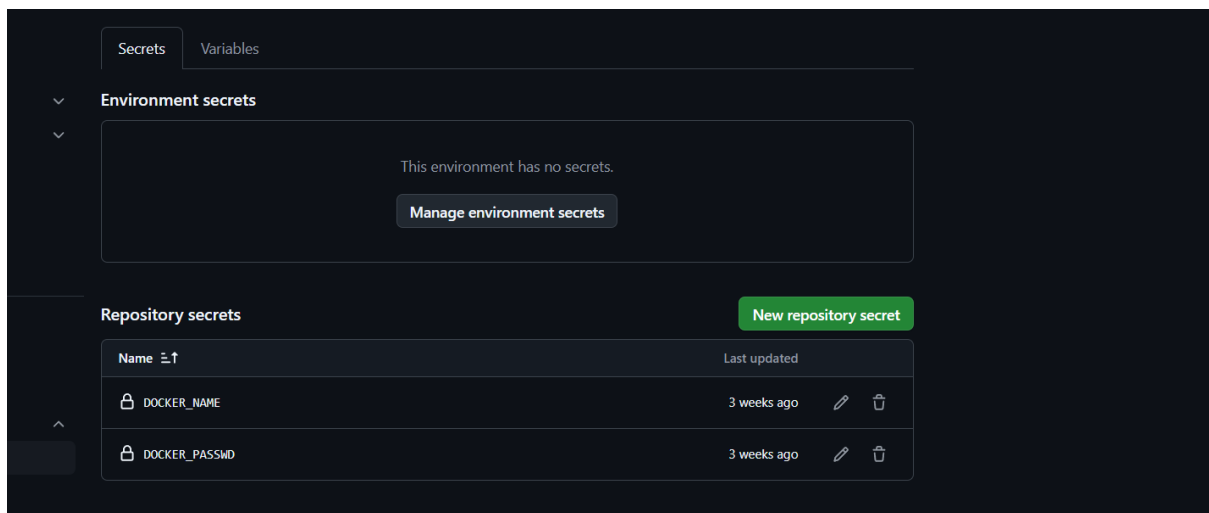 Secrets Variables
Environment secrets
This environment has no secrets.
Manage environment secrets
Repository secrets New repository secret
Name Last updated
DOCKER_NAME 3 weeks ago
DOCKER_PASSWD 3 weeks ago